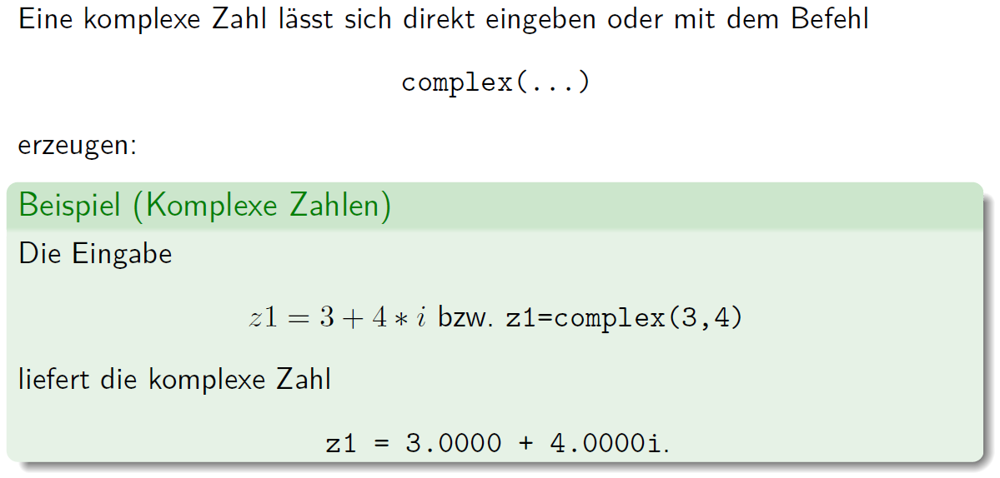 Eine komplexe Zahl lässt sich direkt eingeben oder mit dem Befehl
complex(...)
erzeugen:
Beispiel (Komplexe Zahlen)
Die Eingabe
z1 = 3 + 4 ∗ i bzw. z1=complex(3,4)
liefert die komplexe Zahl
z1 = 3.0000 + 4.0000i.